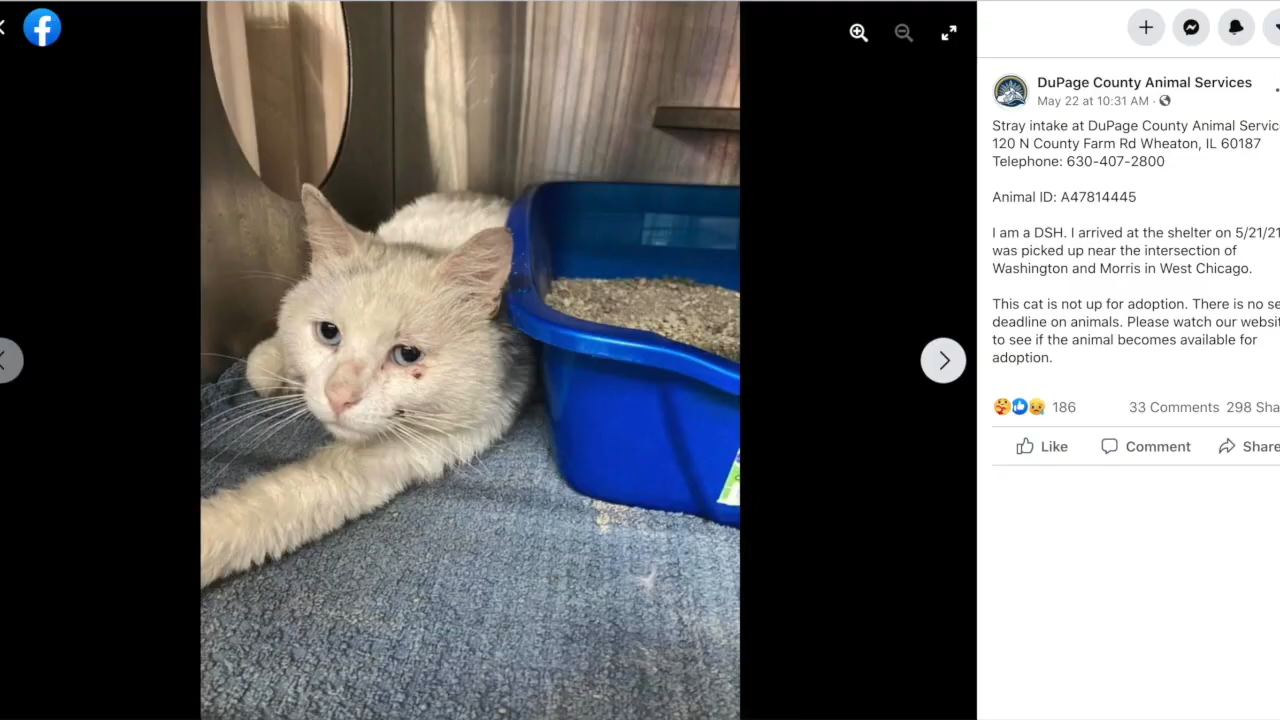 DuPage County Animal Services
May 22 at 10:31 AM ·
Stray intake at DuPage County Animal
120 N County Farm Rd Wheaton, IL 60187
Telephone: 630-407-2800
Animal ID: A47814445
I am a DSH. I arrived at the shelter on 5/21/21
was picked up near the intersection of
Washington and Morris in West Chicago.
This cat is not up for adoption. There is no
deadline on animals. Please watch our
to see if the animal becomes available for
adoption.
186 33 Comments 298
Like Comment Share